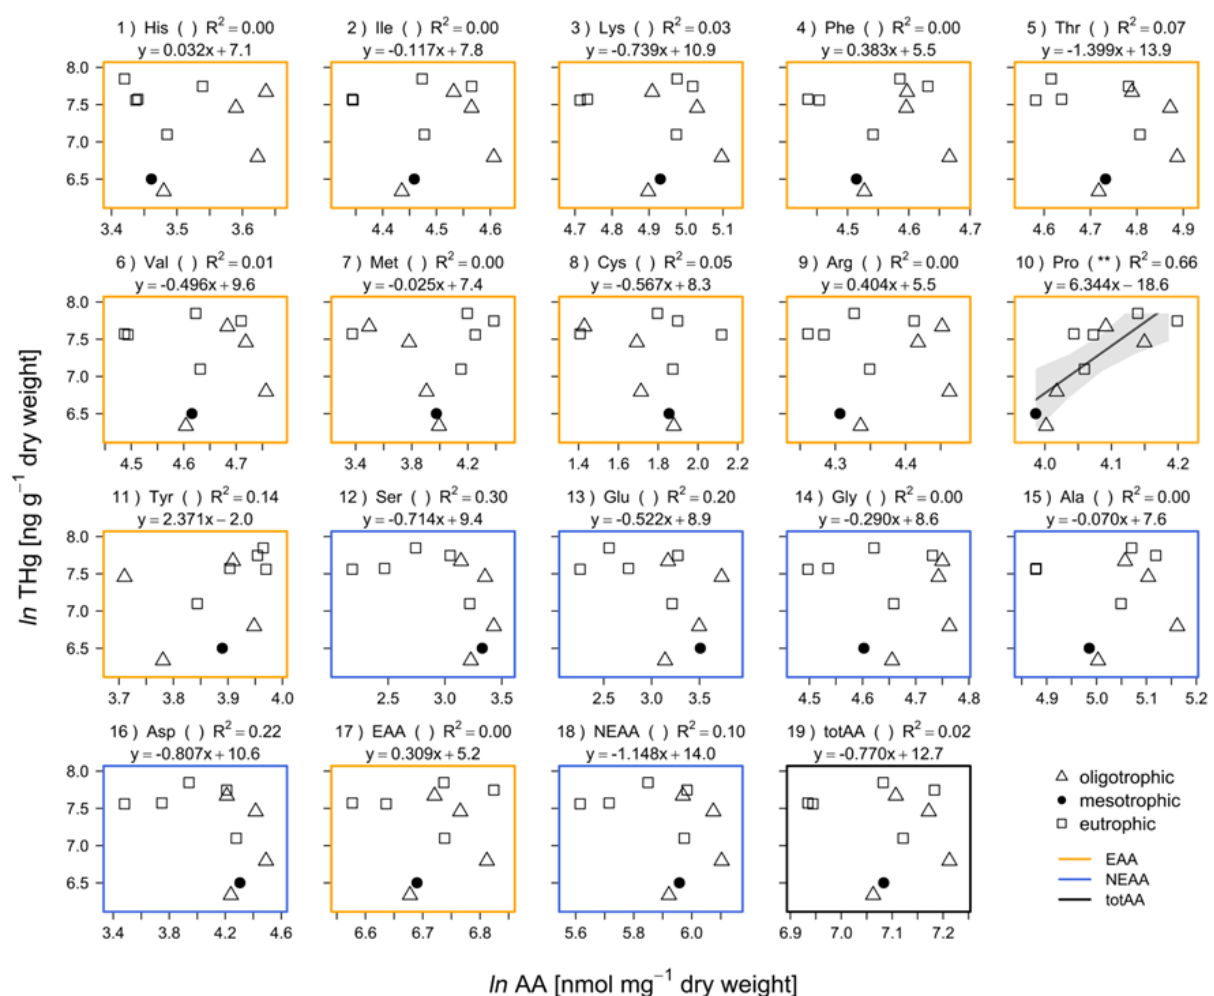 1 ) His ( ) R² = 0.00
y = 0.032x + 7.1
2 ) Ile ( ) R² = 0.00
y = -0.117x + 7.8
3 ) Lys ( ) R² = 0.03
y = -0.739x + 10.9
4 ) Phe ( ) R² = 0.00
y = 0.383x + 5.5
5 ) Thr ( ) R² = 0.07
y = -1.399x + 13.9
8.0
7.5
7.0
6.5
3.4 3.5 3.6
4.4 4.5 4.6
4.7 4.8 4.9 5.0 5.1
4.5 4.6 4.7
4.6 4.7 4.8 4.9
6 ) Val ( ) R² = 0.01
y = -0.496x + 9.6
7 ) Met ( ) R² = 0.00
y = -0.025x + 7.4
8 ) Cys ( ) R² = 0.05
y = -0.567x + 8.3
9 ) Arg ( ) R² = 0.00
y = 0.404x + 5.5
10 ) Pro (**) R² = 0.66
y = 6.344x − 18.6
8.0
7.5
7.0
6.5
4.5 4.6 4.7
3.4 3.8 4.2
1.4 1.6 1.8 2.0 2.2
4.3 4.4
4.0 4.1 4.2
ln THg [ng g⁻¹ dry weight]
11 ) Tyr ( ) R² = 0.14
y = 2.371x − 2.0
12 ) Ser ( ) R² = 0.30
y = -0.714x + 9.4
13 ) Glu ( ) R² = 0.20
y = -0.522x + 8.9
14 ) Gly ( ) R² = 0.00
y = -0.290x + 8.6
15 ) Ala ( ) R² = 0.00
y = -0.070x + 7.6
8.0
7.5
7.0
6.5
3.7 3.8 3.9 4.0
2.5 3.0 3.5
2.5 3.0 3.5
4.5 4.6 4.7 4.8
4.9 5.0 5.1 5.2
16 ) Asp ( ) R² = 0.22
y = -0.807x + 10.6
17 ) EAA ( ) R² = 0.00
y = 0.309x + 5.2
18 ) NEAA ( ) R² = 0.10
y = -1.148x + 14.0
19 ) totAA ( ) R² = 0.02
y = -0.770x + 12.7
8.0
7.5
7.0
6.5
3.4 3.8 4.2 4.6
6.6 6.7 6.8
5.6 5.8 6.0
6.9 7.0 7.1 7.2
oligotrophic
mesotrophic
eutrophic
EAA
NEAA
totAA
ln AA [nmol mg⁻¹ dry weight]